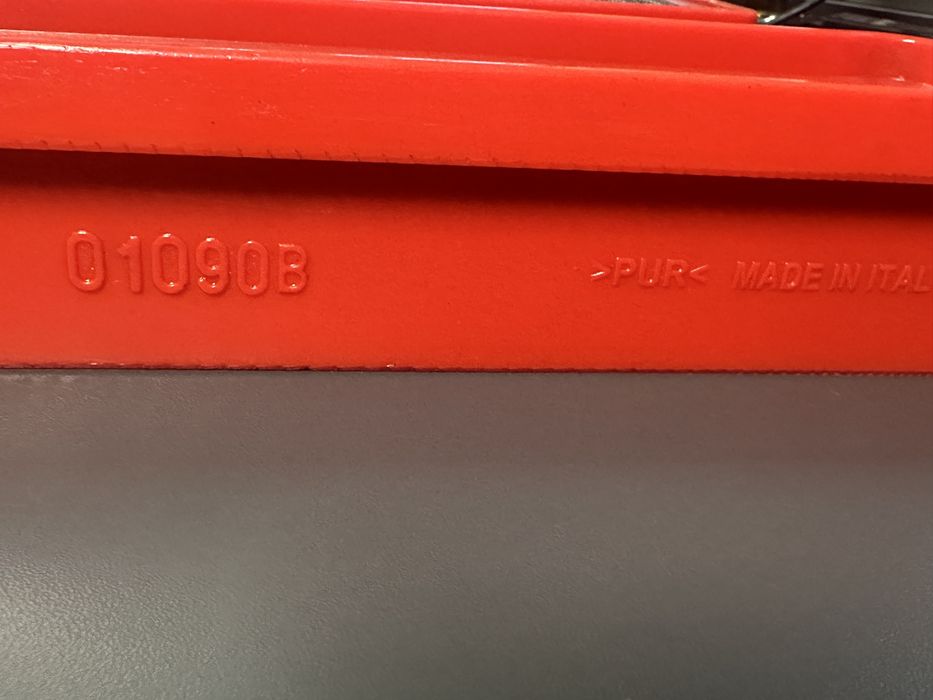 01090B >PUR< MADE IN ITAL